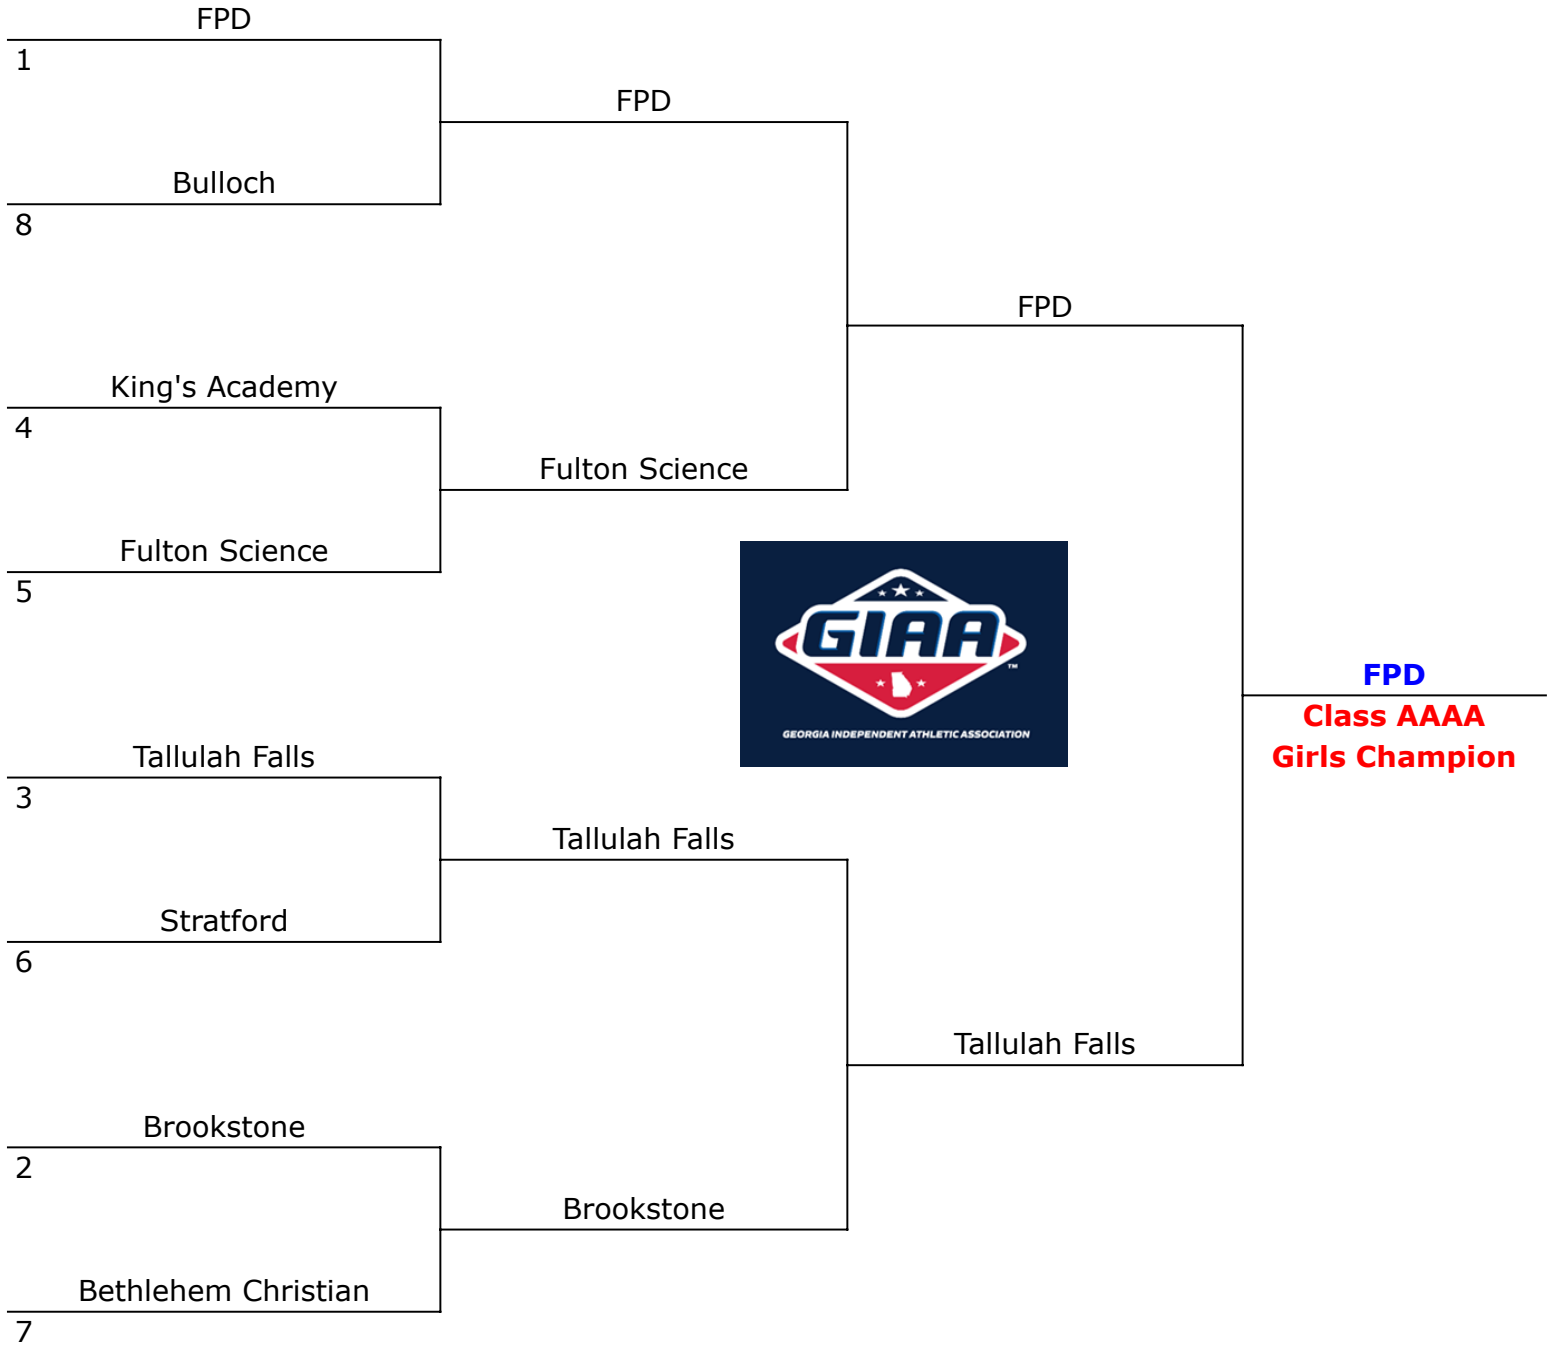 FPD
1
FPD
Bulloch
8
FPD
King's Academy
4
Fulton Science
Fulton Science
5
GIAA
TM
GEORGIA INDEPENDENT ATHLETIC ASSOCIATION
FPD
Class AAAA
Girls Champion
Tallulah Falls
3
Tallulah Falls
Stratford
6
Tallulah Falls
Brookstone
2
Brookstone
Bethlehem Christian
7